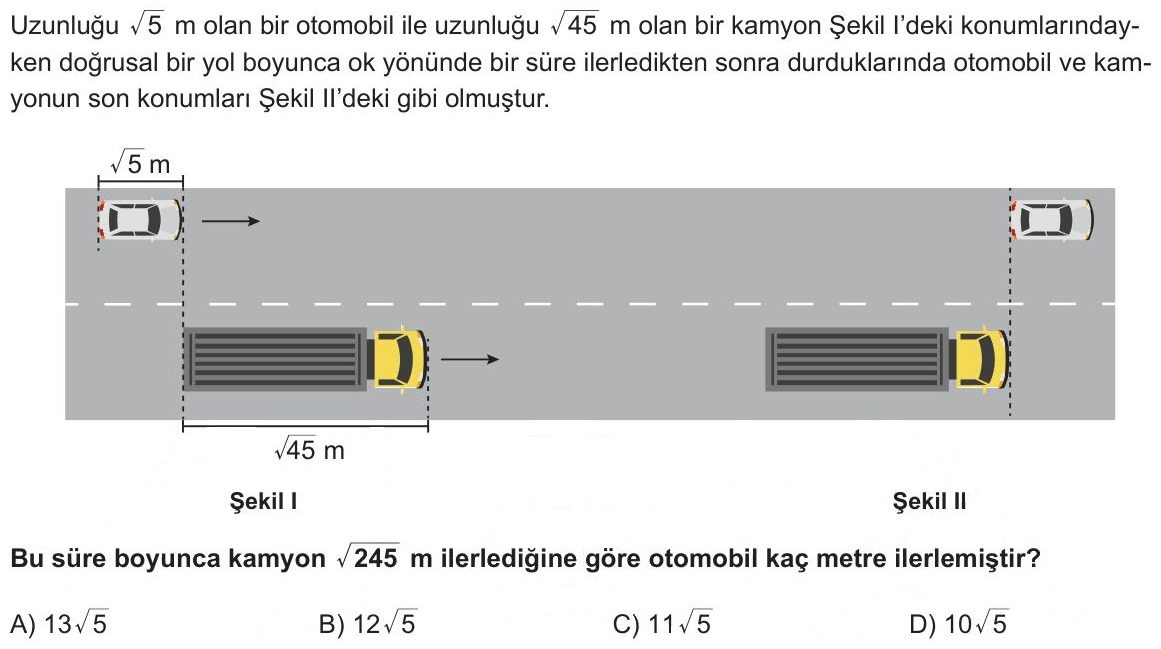 Uzunluğu √5 m olan bir otomobil ile uzunluğu √45 m olan bir kamyon Şekil I'deki konumlarınday-
ken doğrusal bir yol boyunca ok yönünde bir süre ilerledikten sonra durduklarında otomobil ve kam-
yonun son konumları Şekil II'deki gibi olmuştur.
√5 m
√45 m
Şekil I Şekil II
Bu süre boyunca kamyon √245 m ilerlediğine göre otomobil kaç metre ilerlemiştir?
A) 13√5 B) 12√5 C) 11√5 D) 10√5